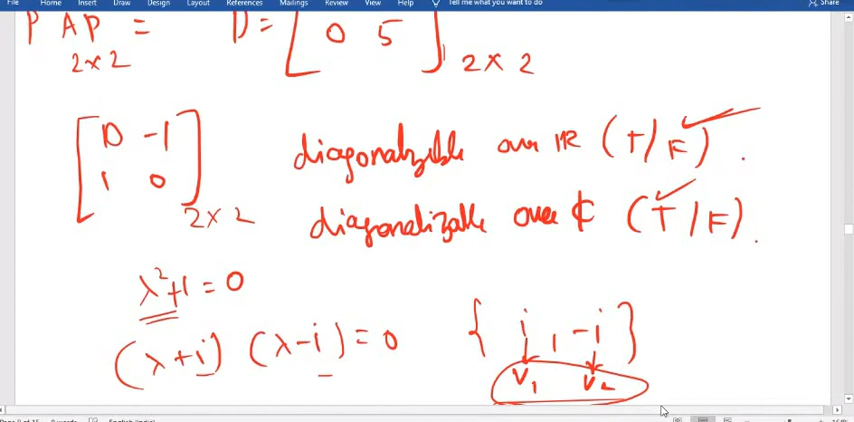 File Home Insert Draw Design Layout References Mailings Review View Help Tell me what you want to do Share
P AP = D = [ 0 5 ]
2×2 2×2
[ 0 -1
1 0 ] 2×2
diagonalizable over IR (T/F).
diagonalizable over ₵ (T/F).
λ²+1 = 0
(λ+i) (λ-i) = 0 { i, -i }
V₁ V₂
English (India)